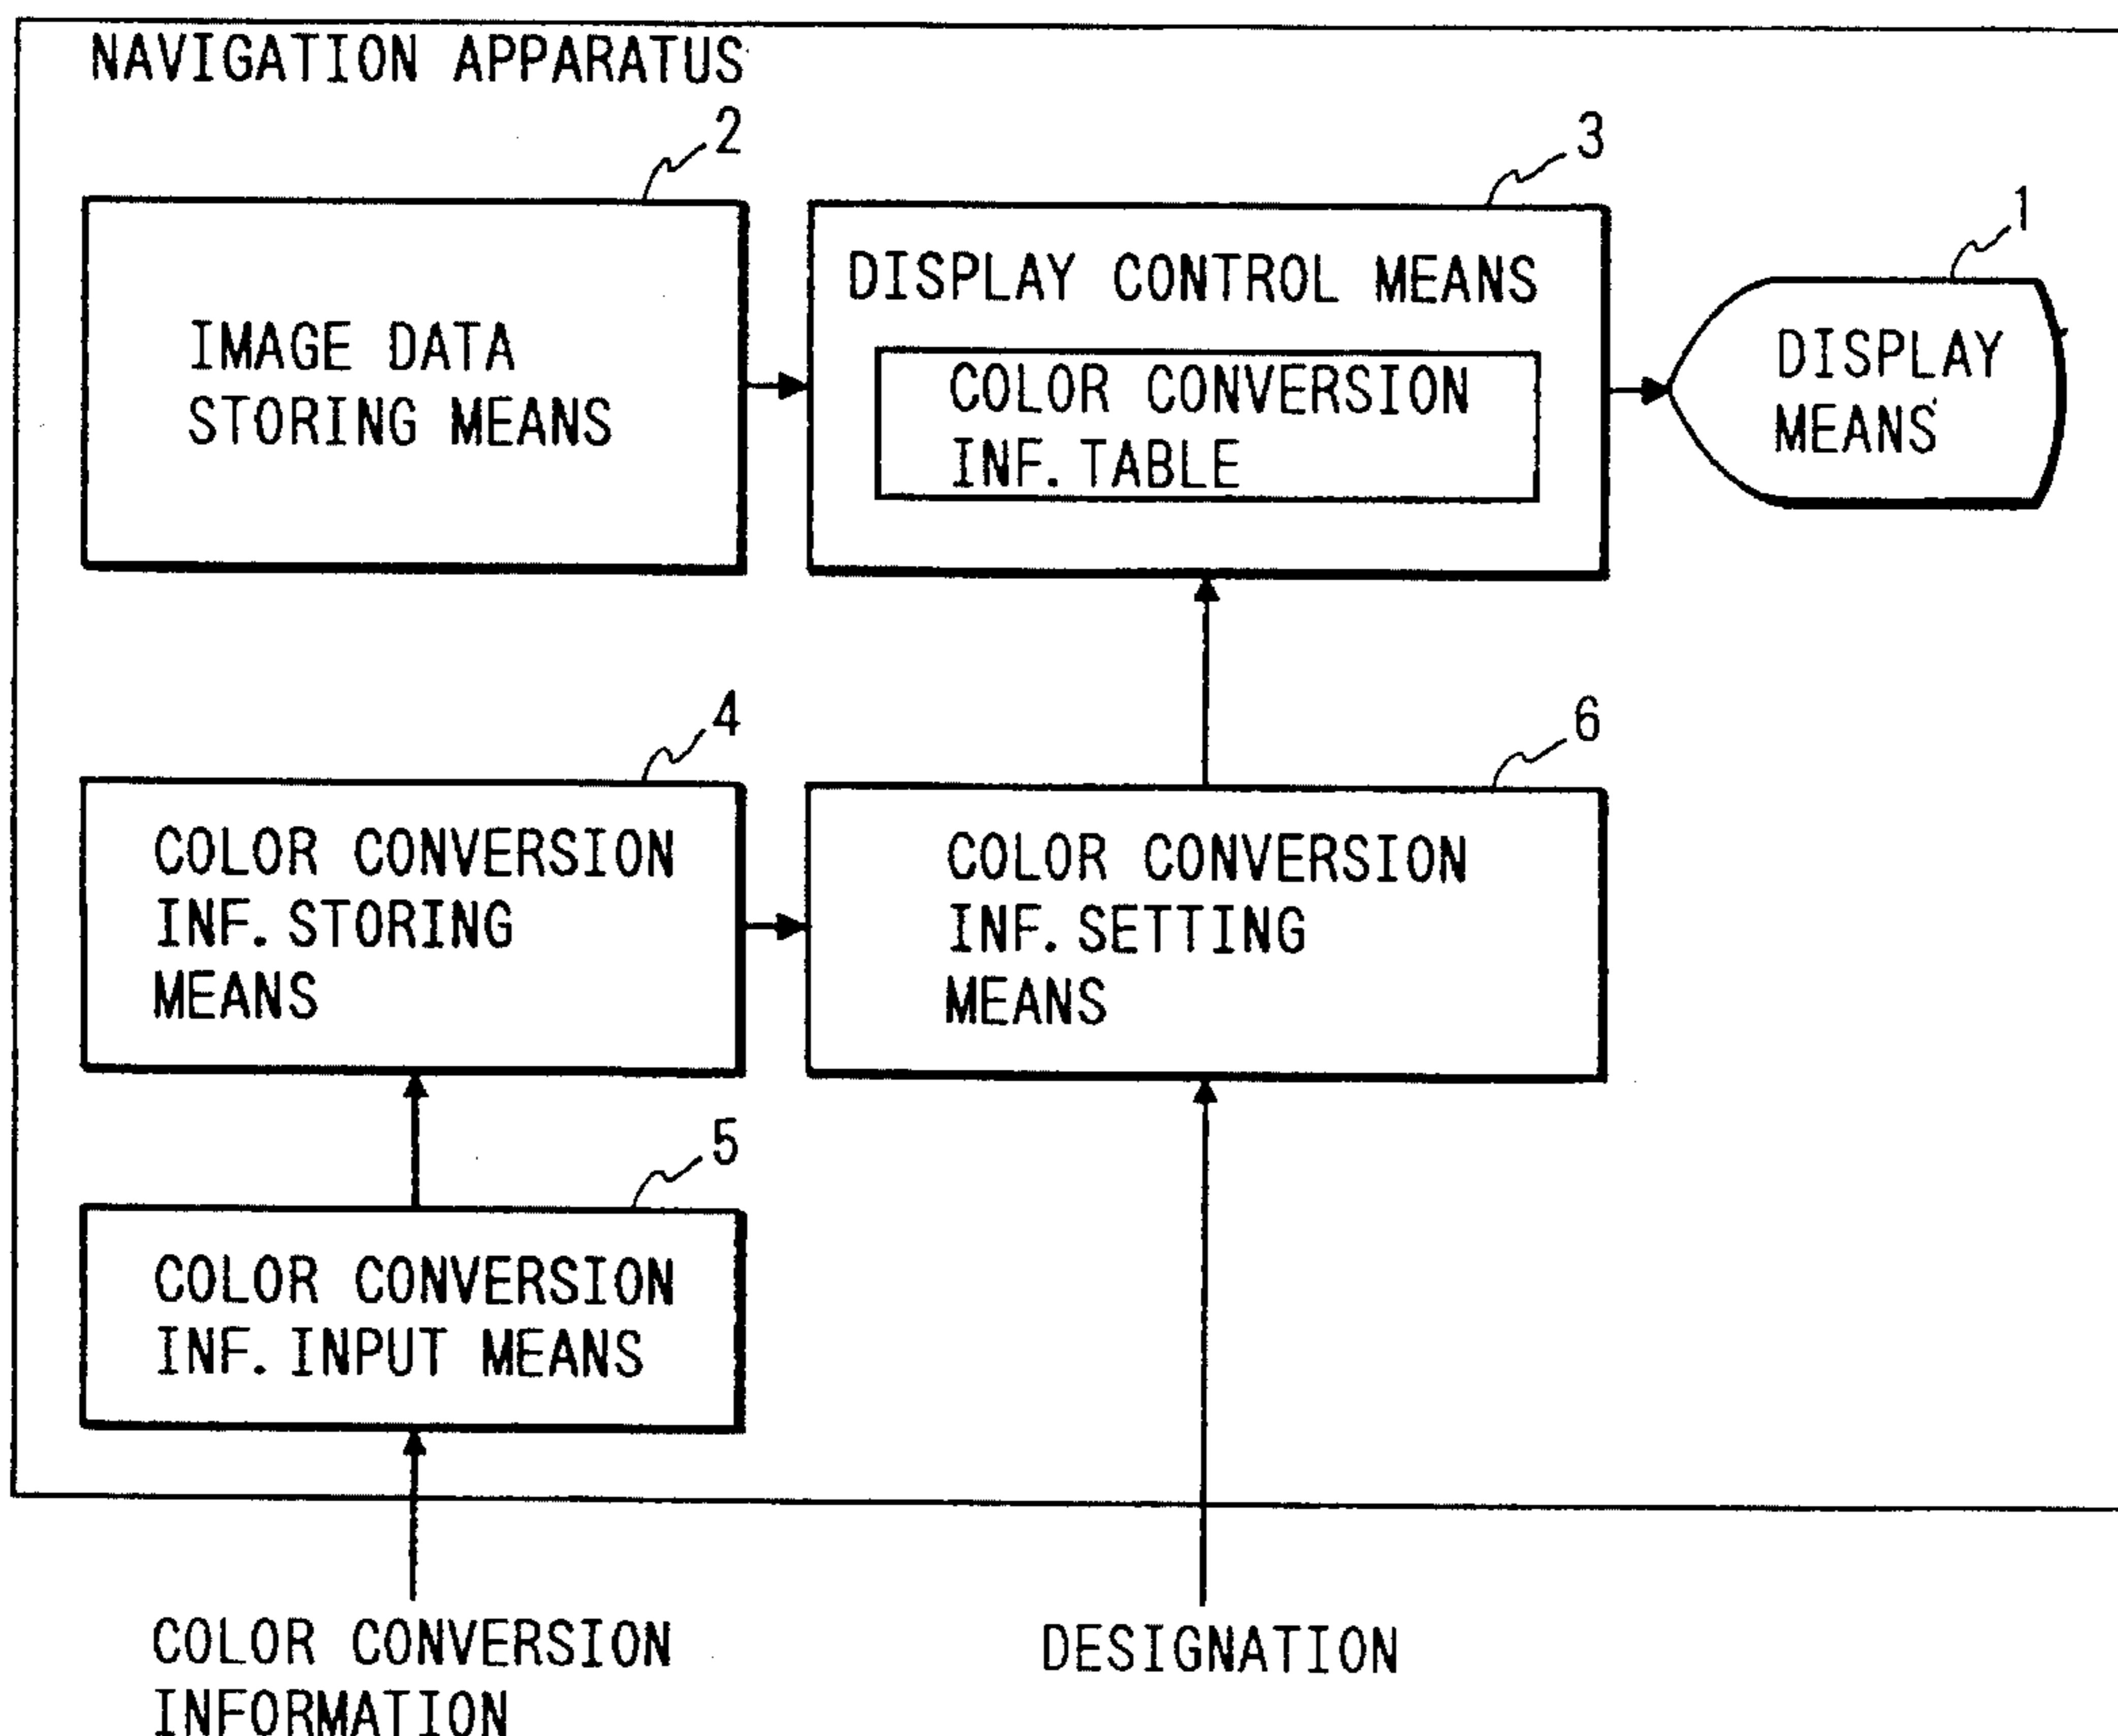 NAVIGATION APPARATUS
2
3
1
IMAGE DATA
STORING MEANS
DISPLAY CONTROL MEANS
COLOR CONVERSION
INF. TABLE
DISPLAY
MEANS
4
6
COLOR CONVERSION
INF. STORING
MEANS
COLOR CONVERSION
INF. SETTING
MEANS
5
COLOR CONVERSION
INF. INPUT MEANS
COLOR CONVERSION
INFORMATION
DESIGNATION